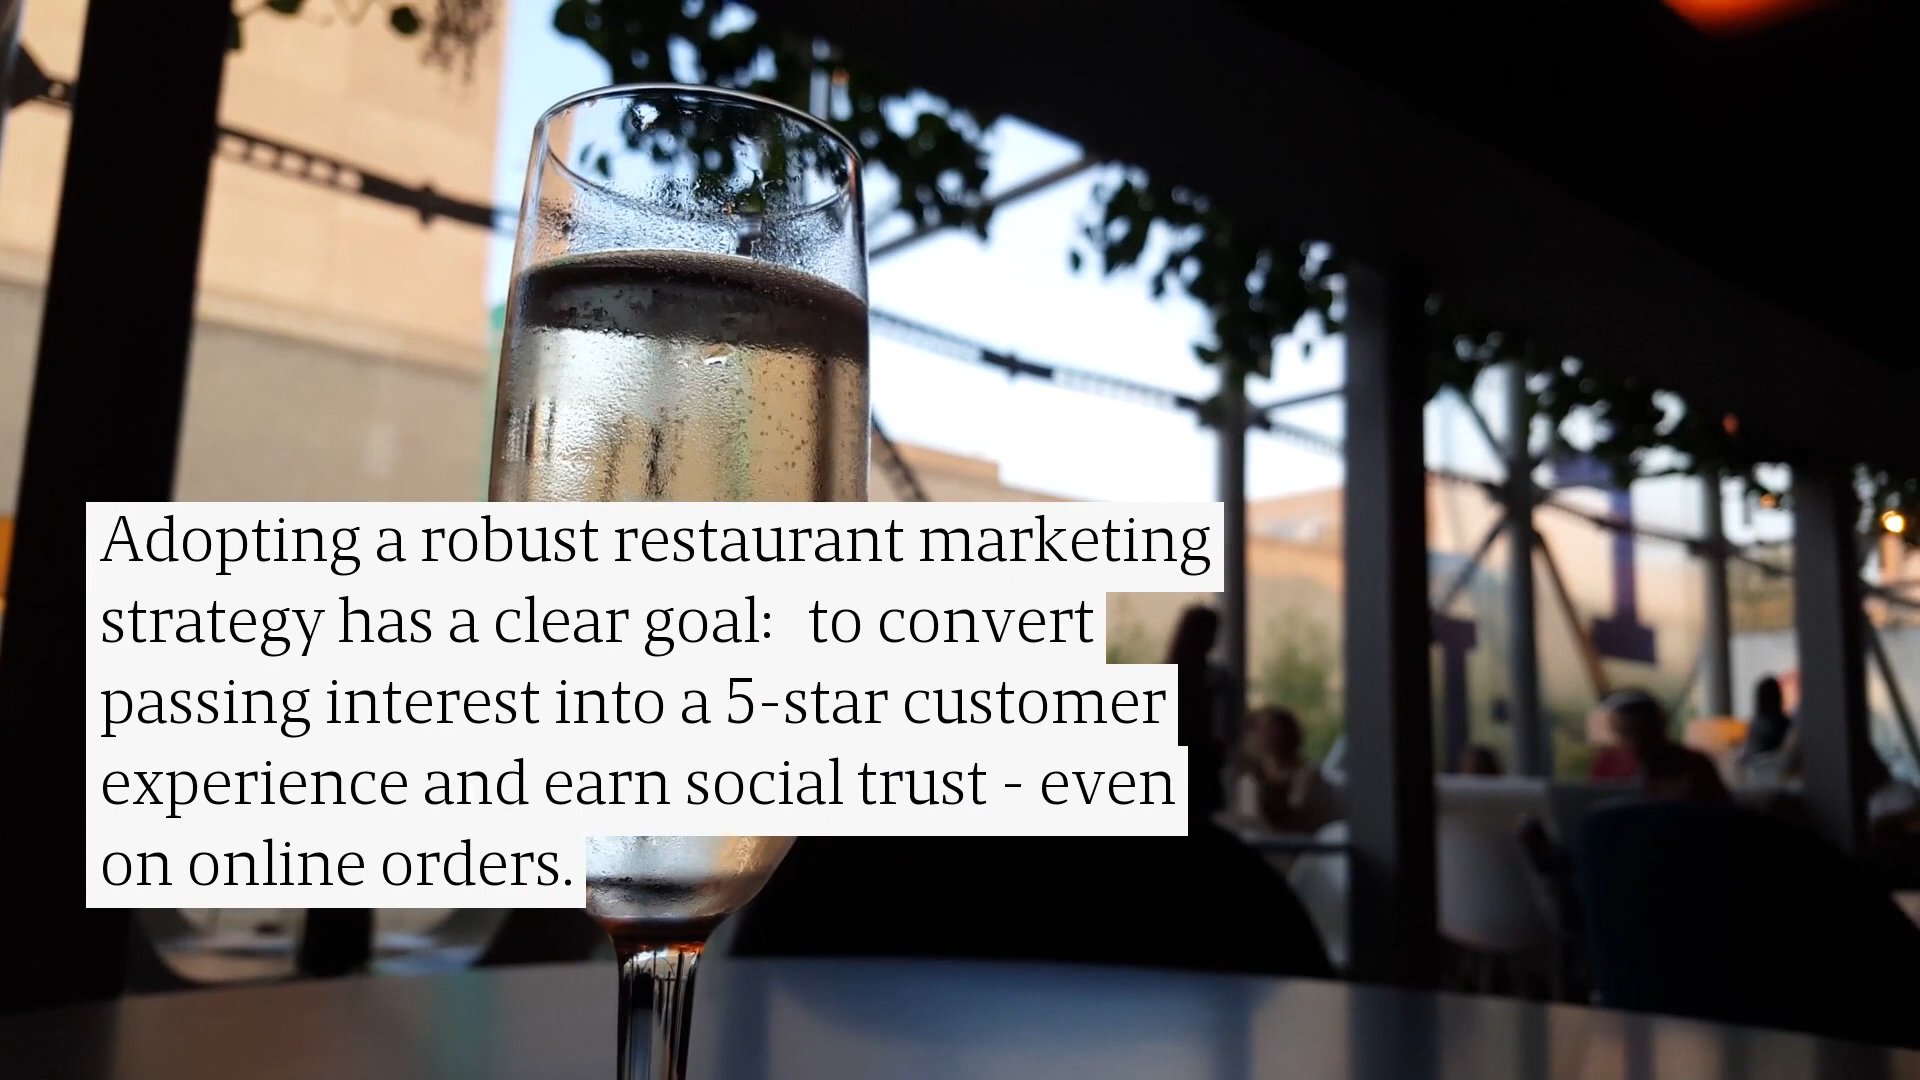 Adopting a robust restaurant marketing
strategy has a clear goal:  to convert
passing interest into a 5-star customer
experience and earn social trust - even
on online orders.